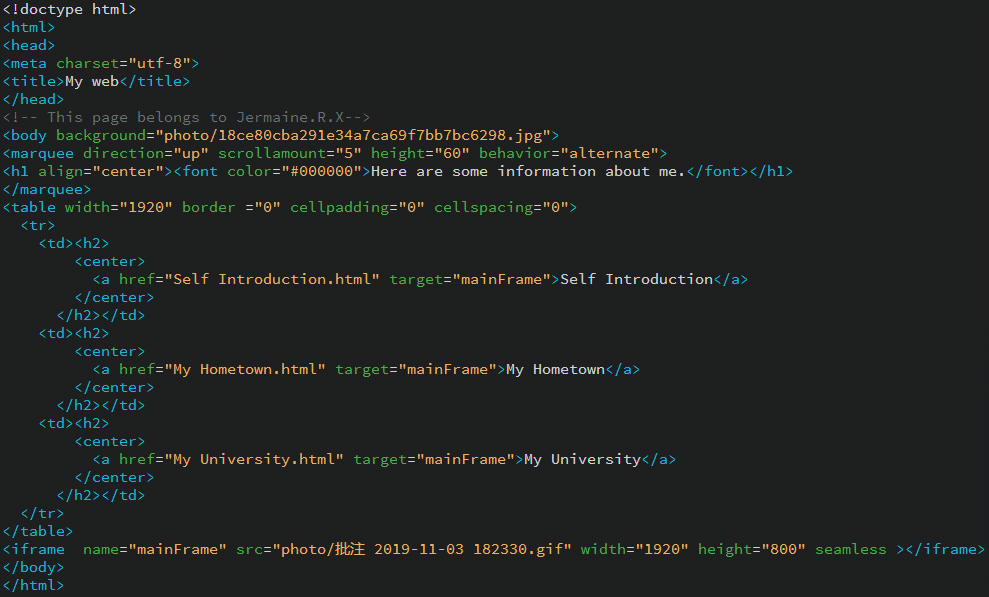 <!doctype html>
<html>
<head>
<meta charset="utf-8">
<title>My web</title>
</head>
<!-- This page belongs to Jermaine.R.X-->
<body background="photo/18ce80cba291e34a7ca69f7bb7bc6298.jpg">
<marquee direction="up" scrollamount="5" height="60" behavior="alternate">
<h1 align="center"><font color="#000000">Here are some information about me.</font></h1>
</marquee>
<table width="1920" border ="0" cellpadding="0" cellspacing="0">
  <tr>
    <td><h2>
        <center>
          <a href="Self Introduction.html" target="mainFrame">Self Introduction</a>
        </center>
      </h2></td>
    <td><h2>
        <center>
          <a href="My Hometown.html" target="mainFrame">My Hometown</a>
        </center>
      </h2></td>
    <td><h2>
        <center>
          <a href="My University.html" target="mainFrame">My University</a>
        </center>
      </h2></td>
  </tr>
</table>
<iframe  name="mainFrame" src="photo/批注 2019-11-03 182330.gif" width="1920" height="800" seamless ></iframe>
</body>
</html>